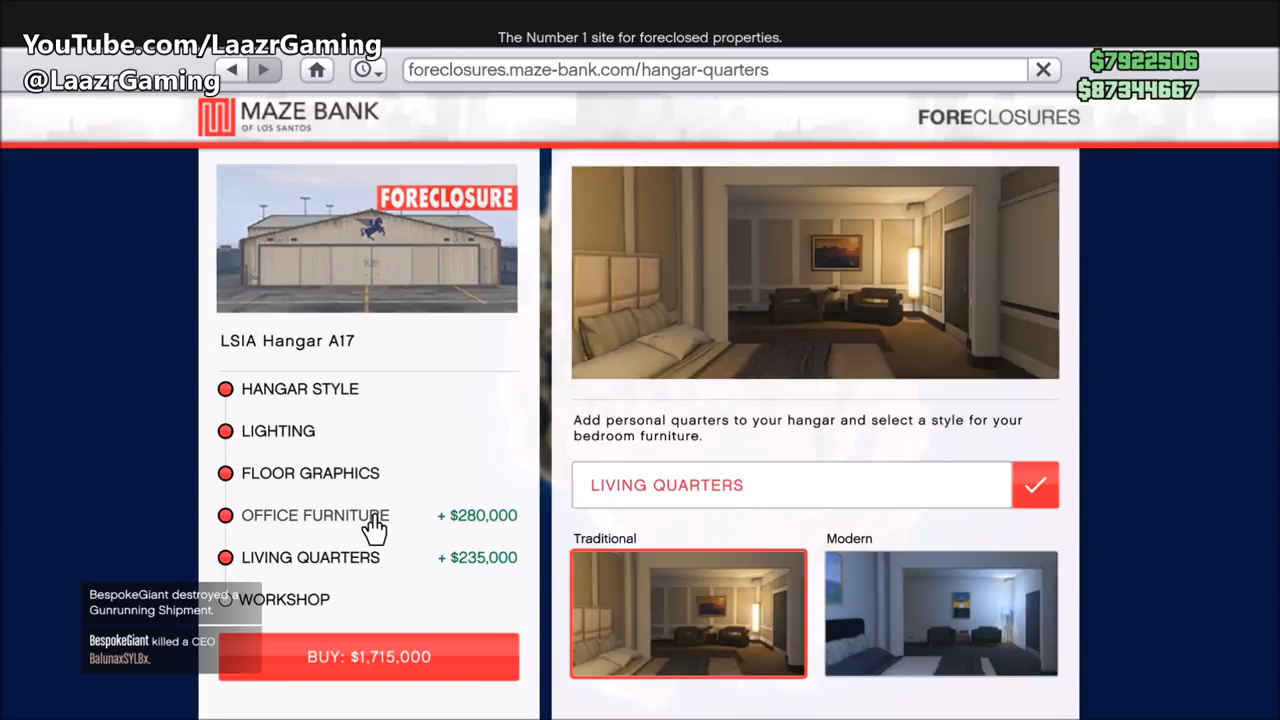 The Number 1 site for foreclosed properties.
YouTube.com/LaazrGaming
@LaazrGaming
foreclosures.maze-bank.com/hangar-quarters
$7922506
$87344667
MAZE BANK
OF LOS SANTOS
FORECLOSURES
FORECLOSURE
LSIA Hangar A17
HANGAR STYLE
LIGHTING
FLOOR GRAPHICS
OFFICE FURNITURE + $280,000
LIVING QUARTERS + $235,000
WORKSHOP
BUY: $1,715,000
BespokeGiant destroyed a
Gunrunning Shipment.
BespokeGiant killed a CEO
BalunaxSYLBx.
Add personal quarters to your hangar and select a style for your
bedroom furniture.
LIVING QUARTERS
Traditional
Modern